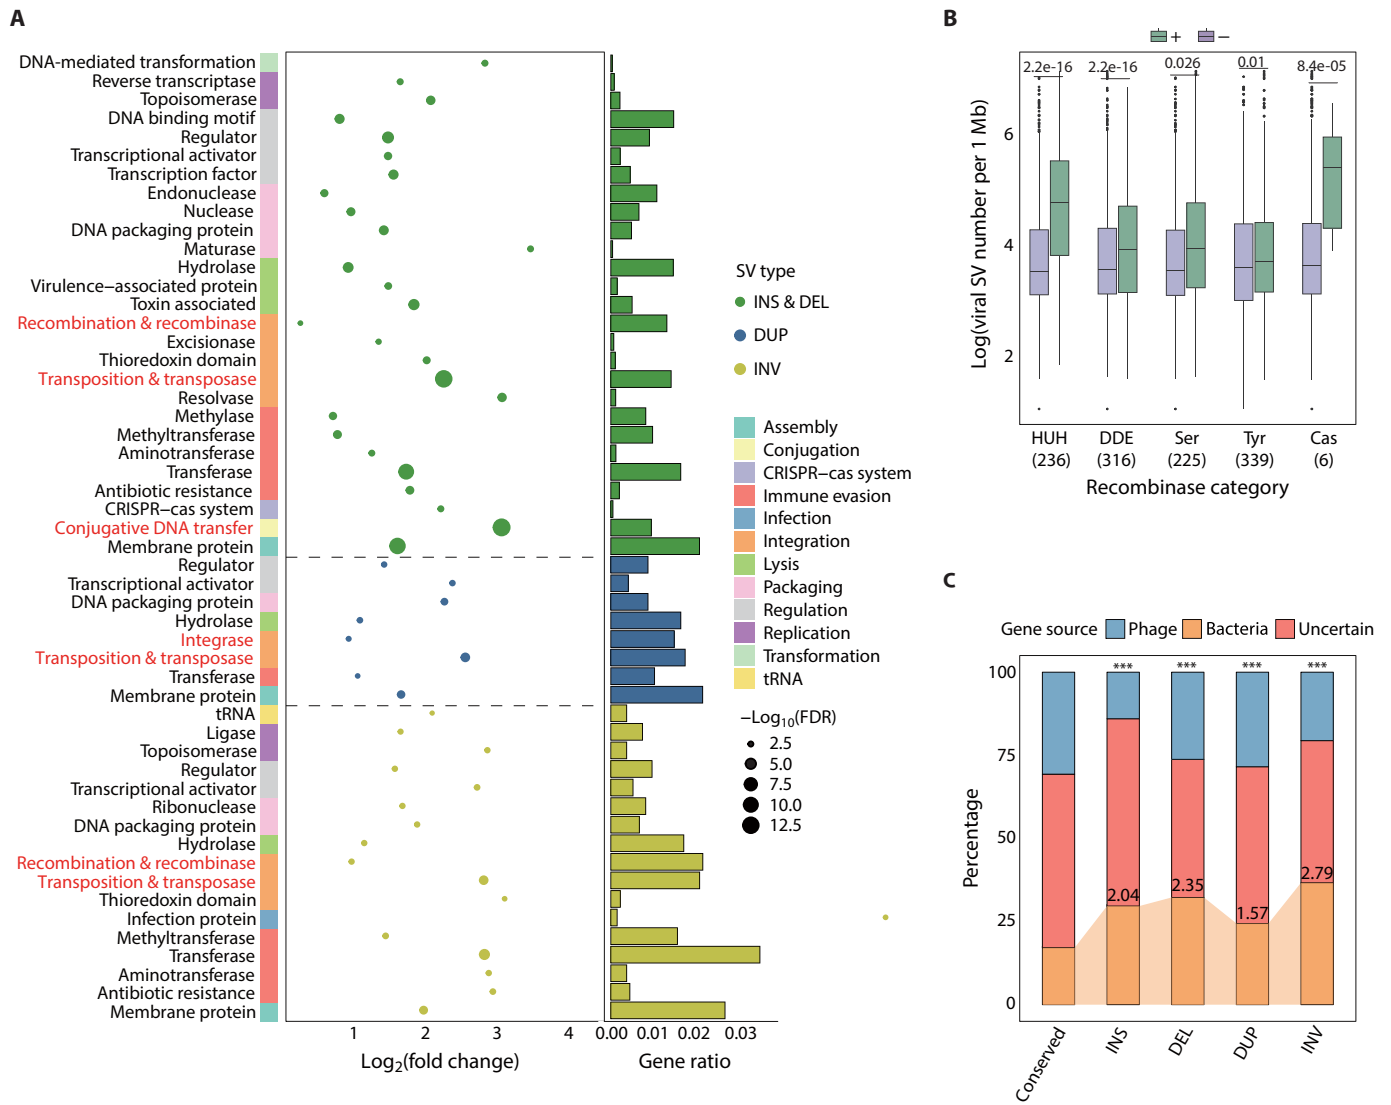 A
DNA-mediated transformation
Reverse transcriptase
Topoisomerase
DNA binding motif
Regulator
Transcriptional activator
Transcription factor
Endonuclease
Nuclease
DNA packaging protein
Maturase
Hydrolase
Virulence−associated protein
Toxin associated
Recombination & recombinase
Excisionase
Thioredoxin domain
Transposition & transposase
Resolvase
Methylase
Methyltransferase
Aminotransferase
Transferase
Antibiotic resistance
CRISPR−cas system
Conjugative DNA transfer
Membrane protein
Regulator
Transcriptional activator
DNA packaging protein
Hydrolase
Integrase
Transposition & transposase
Transferase
Membrane protein
tRNA
Ligase
Topoisomerase
Regulator
Transcriptional activator
Ribonuclease
DNA packaging protein
Hydrolase
Recombination & recombinase
Transposition & transposase
Thioredoxin domain
Infection protein
Methyltransferase
Transferase
Aminotransferase
Antibiotic resistance
Membrane protein
1 2 3 4
Log2(fold change)
0.00 0.01 0.02 0.03
Gene ratio
SV type
INS & DEL
DUP
INV
Assembly
Conjugation
CRISPR−cas system
Immune evasion
Infection
Integration
Lysis
Packaging
Regulation
Replication
Transformation
tRNA
−Log10(FDR)
2.5
5.0
7.5
10.0
12.5
B
+ −
2.2e-16 2.2e-16 0.026 0.01 8.4e-05
Log(viral SV number per 1 Mb)
6
4
2
HUH DDE Ser Tyr Cas
(236) (316) (225) (339) (6)
Recombinase category
C
Gene source Phage Bacteria Uncertain
*** *** *** ***
Percentage
100
75
50
25
0
2.04 2.35 1.57 2.79
Conserved INS DEL DUP INV